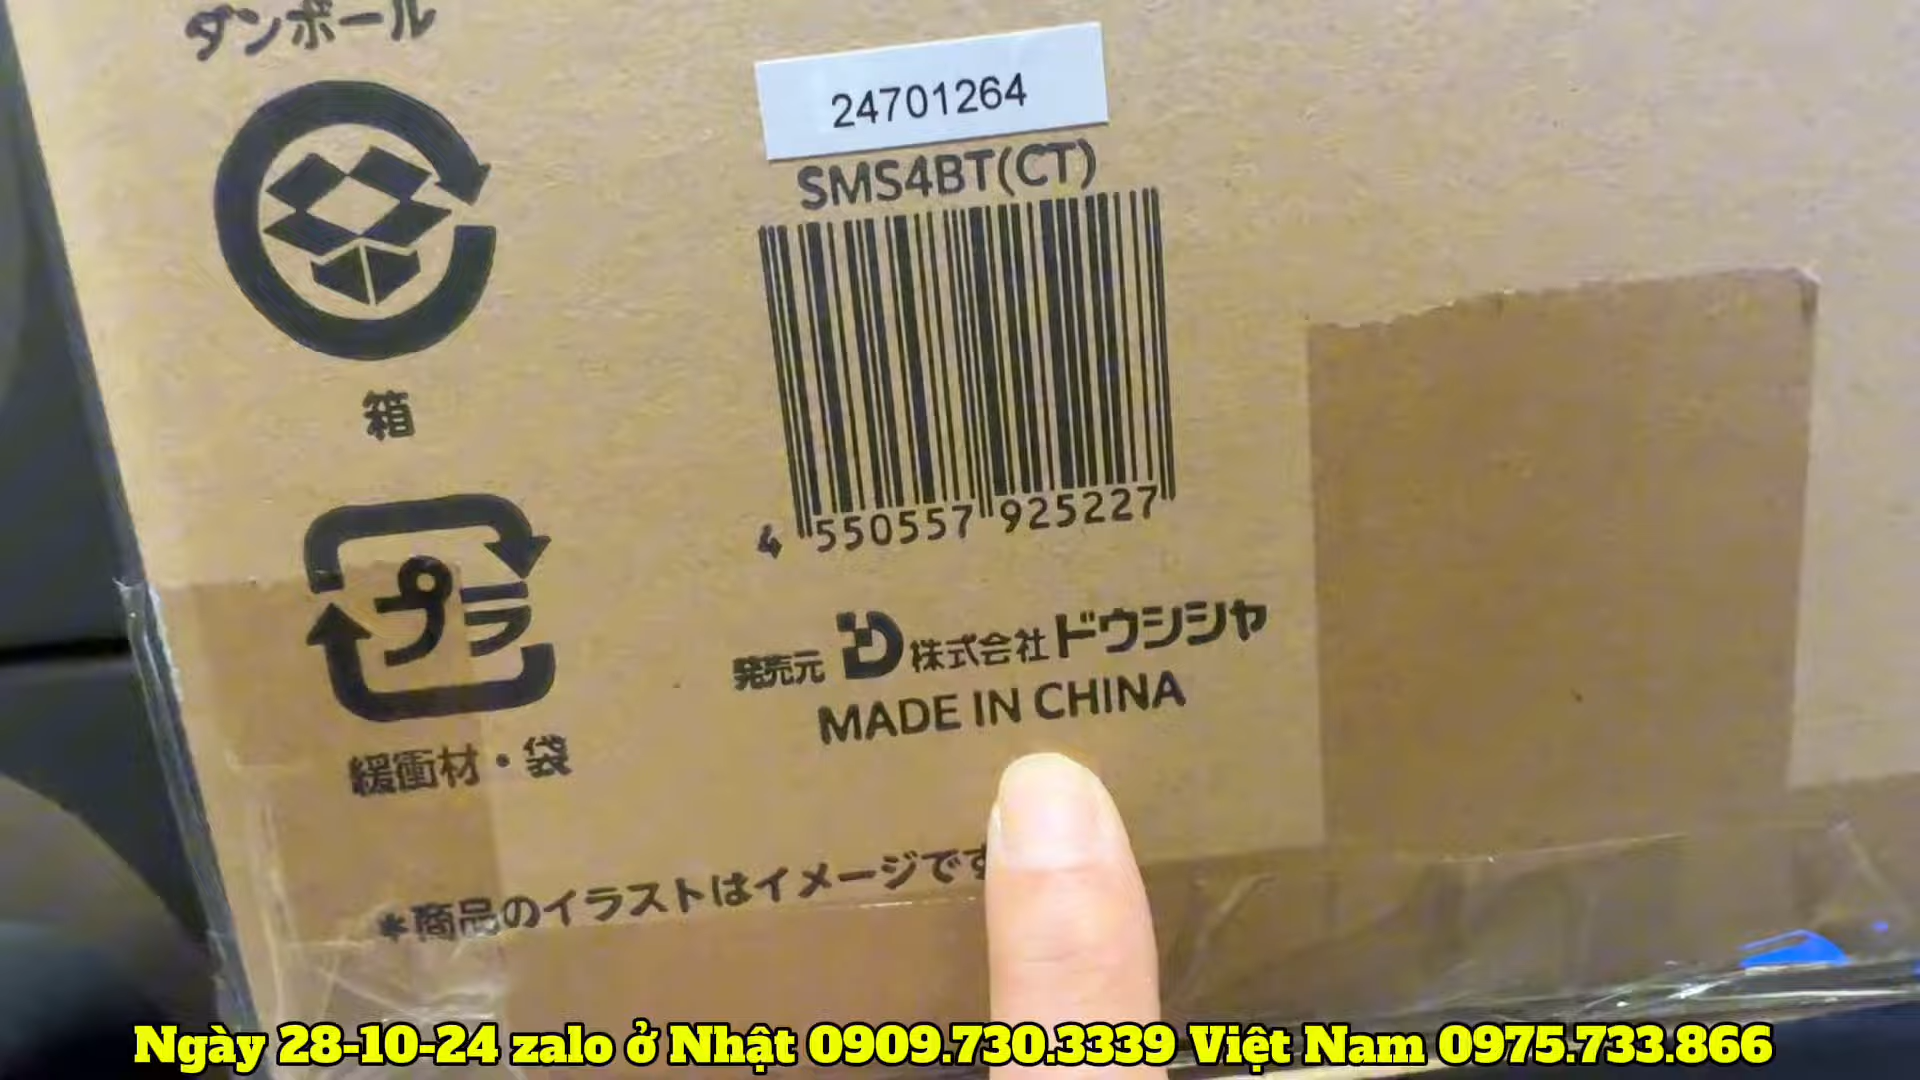 ダンボール
箱
プラ
緩衝材・袋
24701264
SMS4BT(CT)
4 550557 925227
発売元 株式会社ドウシシャ
MADE IN CHINA
*商品のイラストはイメージです
Ngày 28-10-24 zalo ở Nhật 0909.730.3339 Việt Nam 0975.733.866